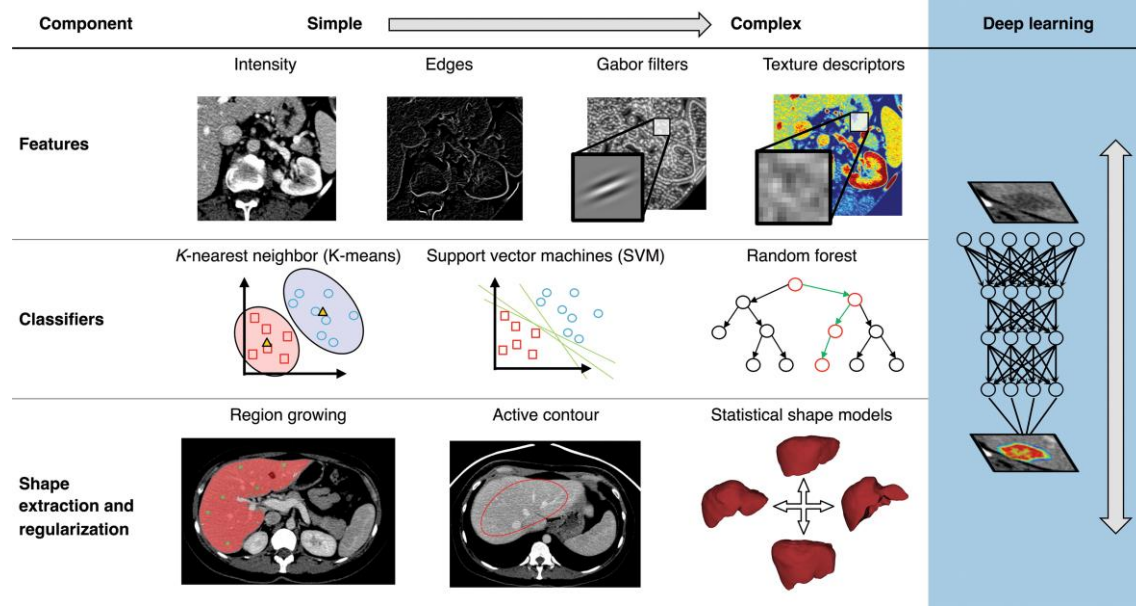 Component
Simple
Complex
Deep learning
Features
Intensity
Edges
Gabor filters
Texture descriptors
Classifiers
K-nearest neighbor (K-means)
Support vector machines (SVM)
Random forest
Shape
extraction and
regularization
Region growing
Active contour
Statistical shape models